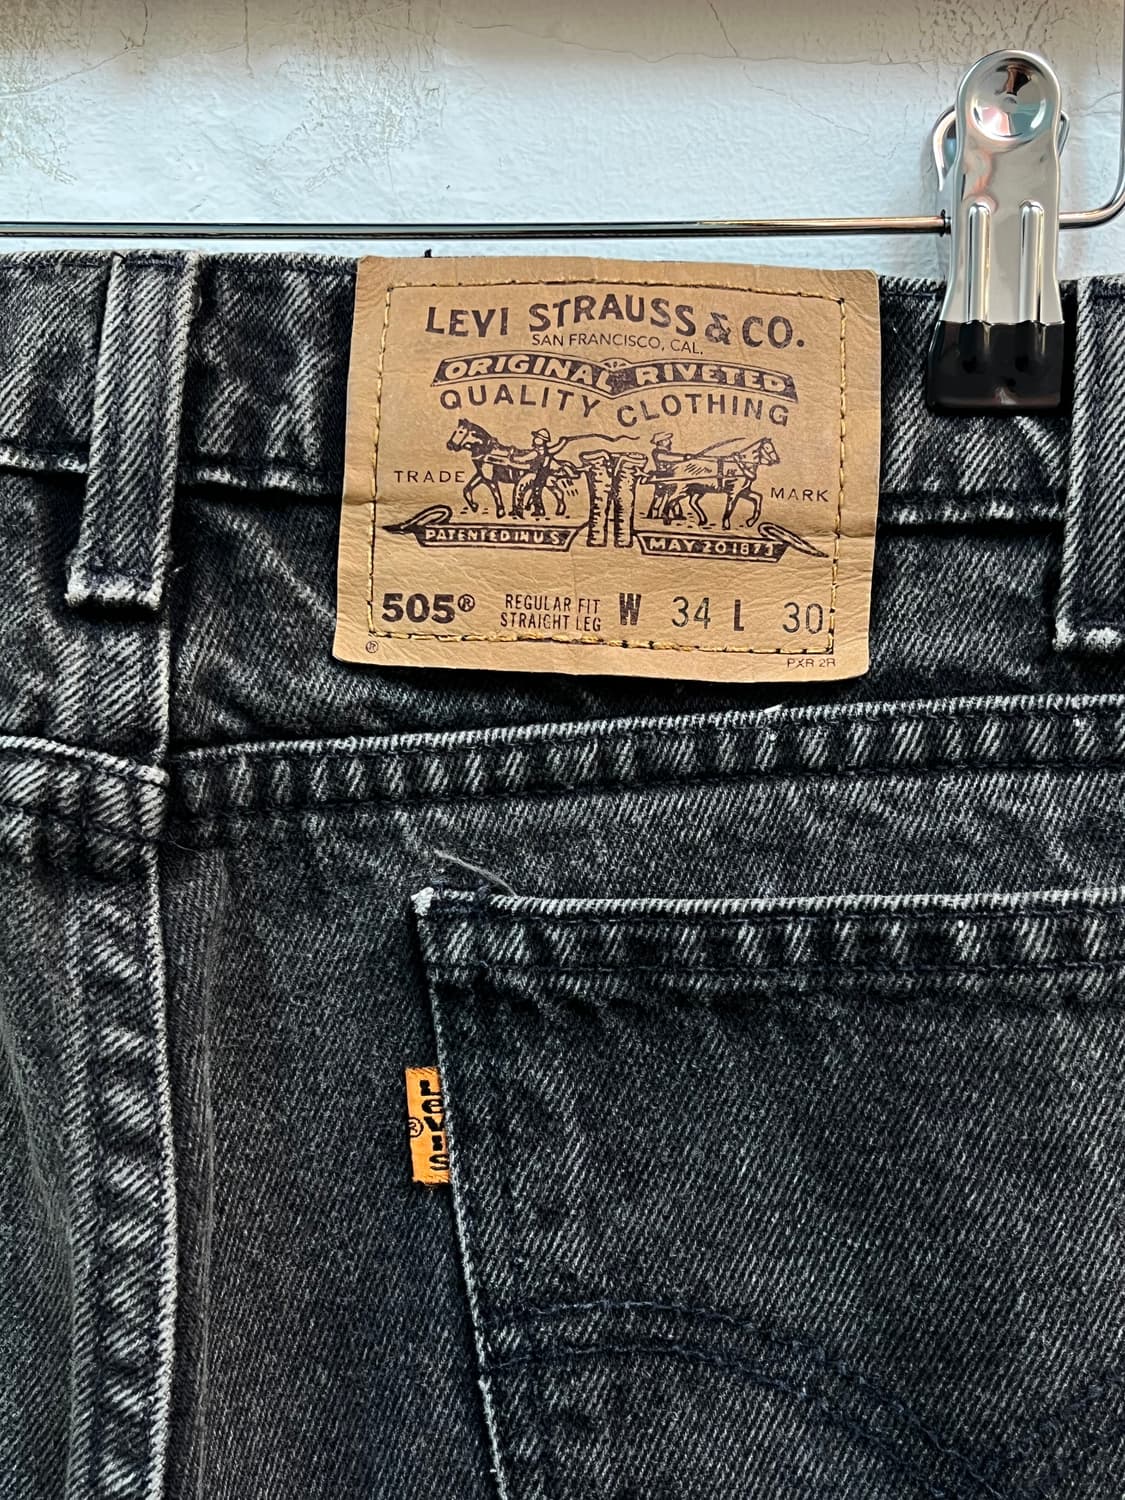 LEVI STRAUSS & CO.
SAN FRANCISCO, CAL.
ORIGINAL RIVETED
QUALITY CLOTHING
TRADE MARK
PATENTED IN U.S. MAY 20 1873
505® REGULAR FIT STRAIGHT LEG W 34 L 30
® PXR 2R
LEVI'S ®